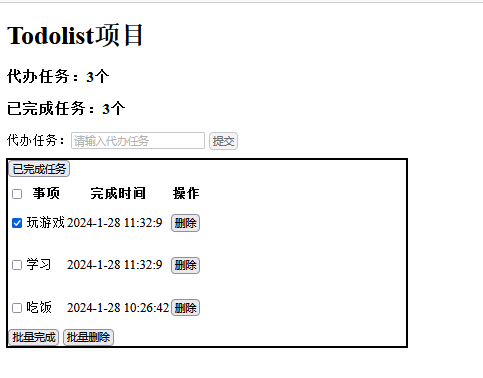 Todolist项目
代办任务：3个
已完成任务：3个
代办任务：请输入代办任务 提交
已完成任务
事项 完成时间 操作
玩游戏 2024-1-28 11:32:9 删除
学习 2024-1-28 11:32:9 删除
吃饭 2024-1-28 10:26:42 删除
批量完成 批量删除